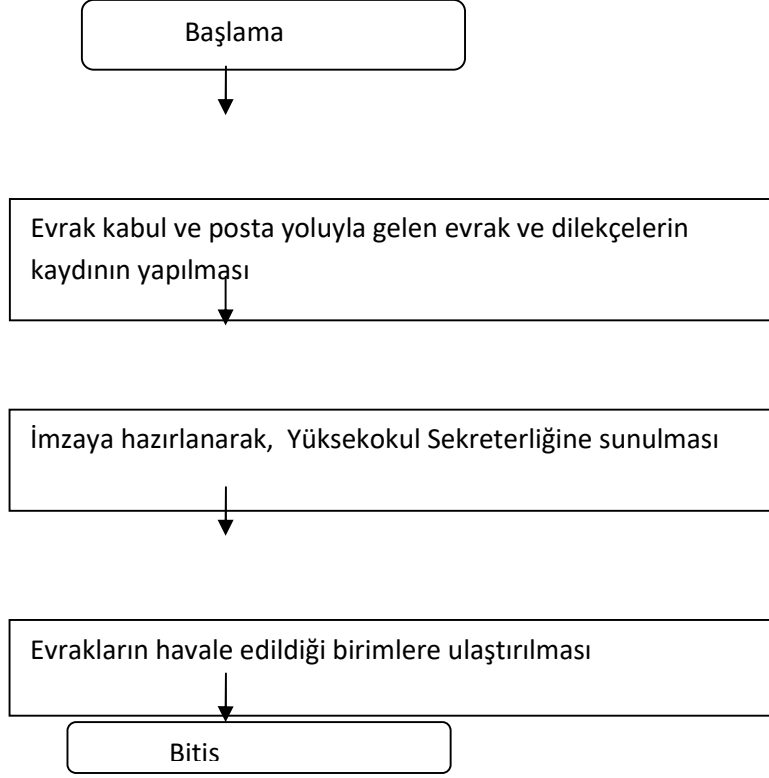 Başlama
Evrak kabul ve posta yoluyla gelen evrak ve dilekçelerin
kaydının yapılması
İmzaya hazırlanarak, Yüksekokul Sekreterliğine sunulması
Evrakların havale edildiği birimlere ulaştırılması
Bitis